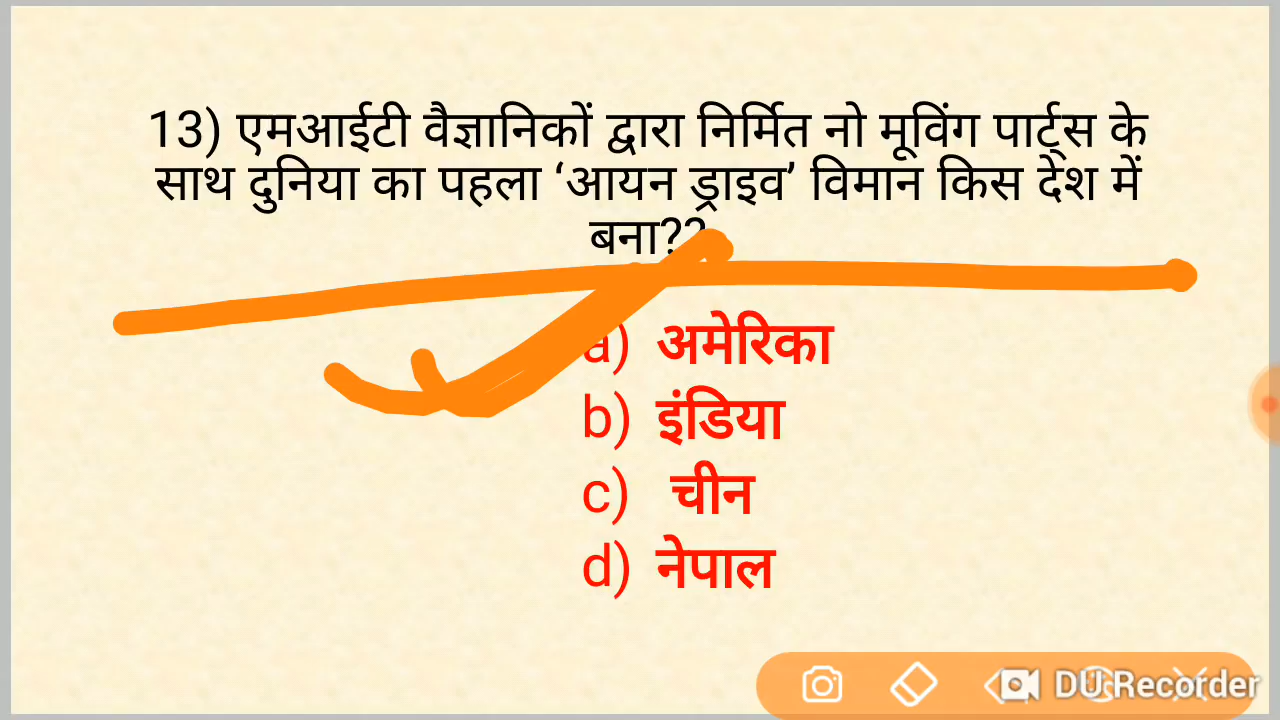 13) एमआईटी वैज्ञानिकों द्वारा निर्मित नो मूविंग पार्ट्स के
साथ दुनिया का पहला ‘आयन ड्राइव’ विमान किस देश में
बना??
a) अमेरिका
b) इंडिया
c) चीन
d) नेपाल
DU Recorder